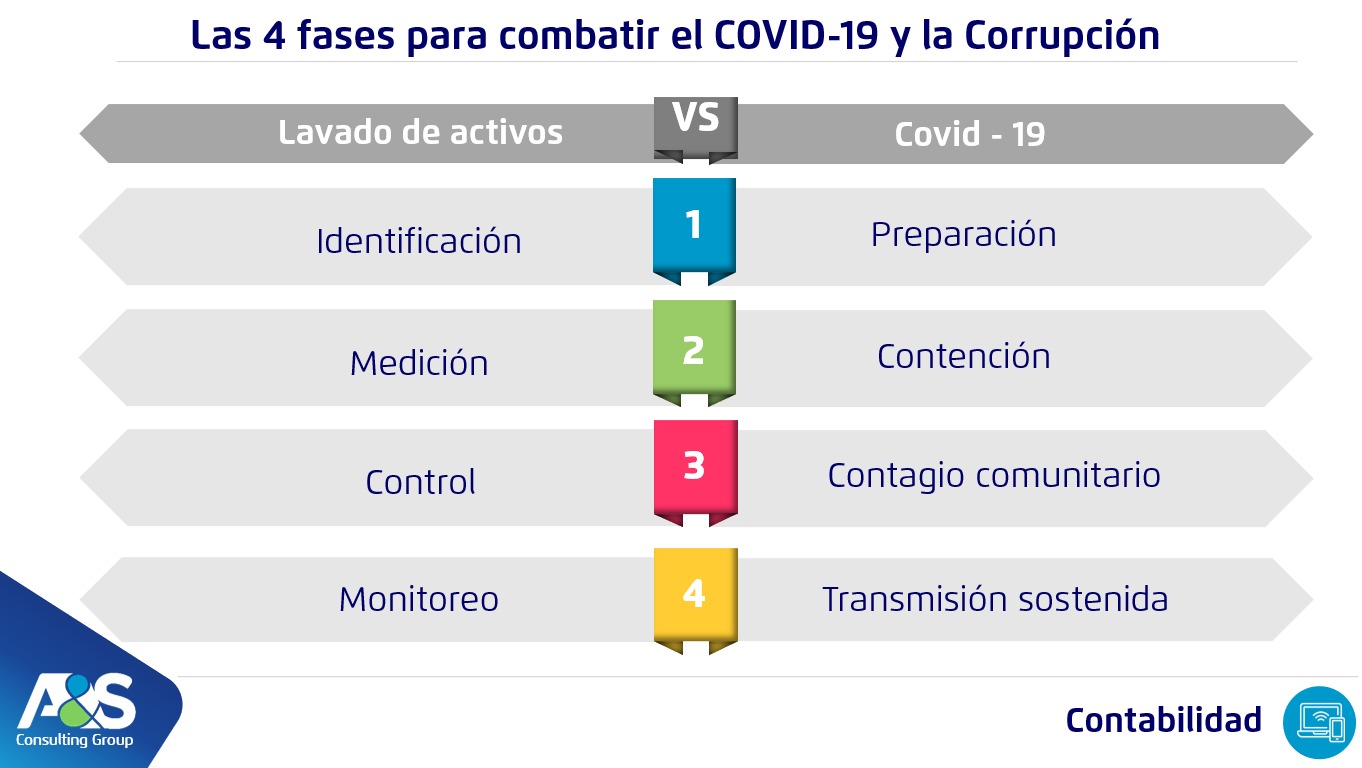 Las 4 fases para combatir el COVID-19 y la Corrupción
Lavado de activos
VS
Covid - 19
Identificación
1
Preparación
Medición
2
Contención
Control
3
Contagio comunitario
Monitoreo
4
Transmisión sostenida
A&S
Consulting Group
Contabilidad